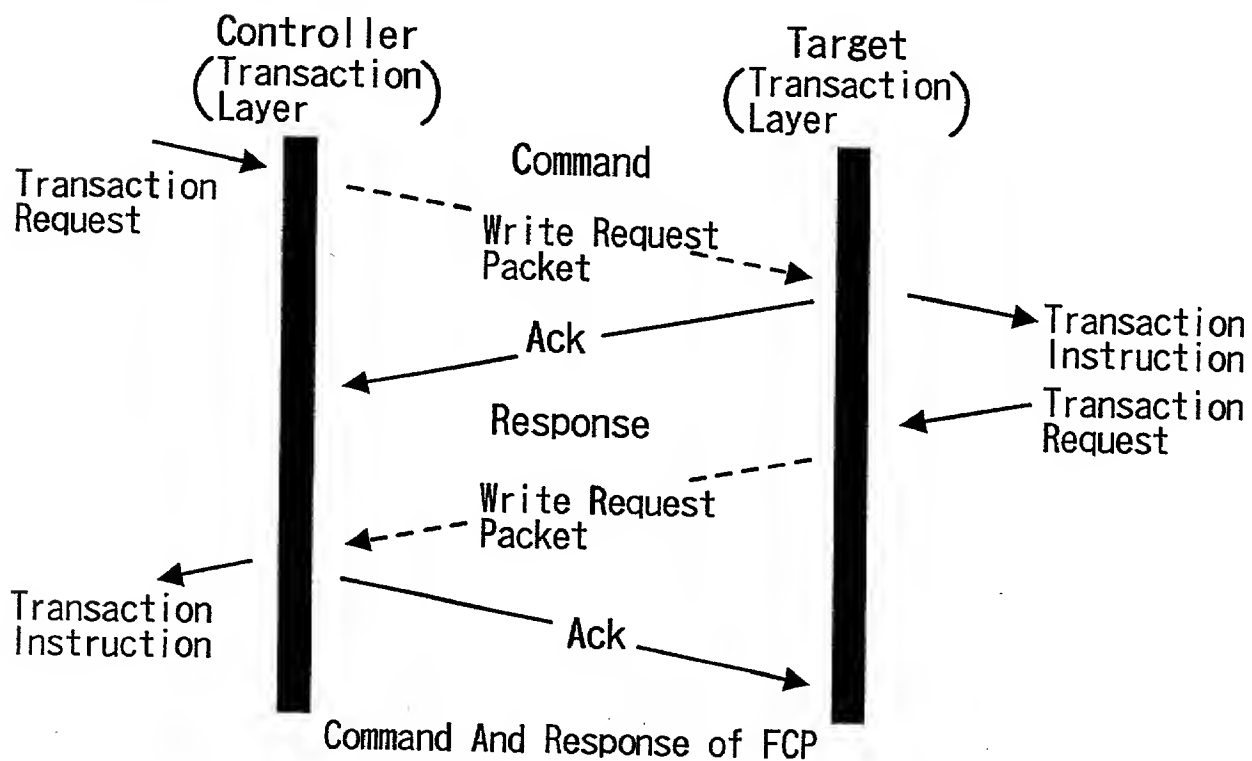 Controller
(Transaction
Layer)
Target
(Transaction
Layer)
Transaction
Request
Command
Write Request
Packet
Ack
Transaction
Instruction
Response
Transaction
Request
Write Request
Packet
Transaction
Instruction
Ack
Command And Response of FCP